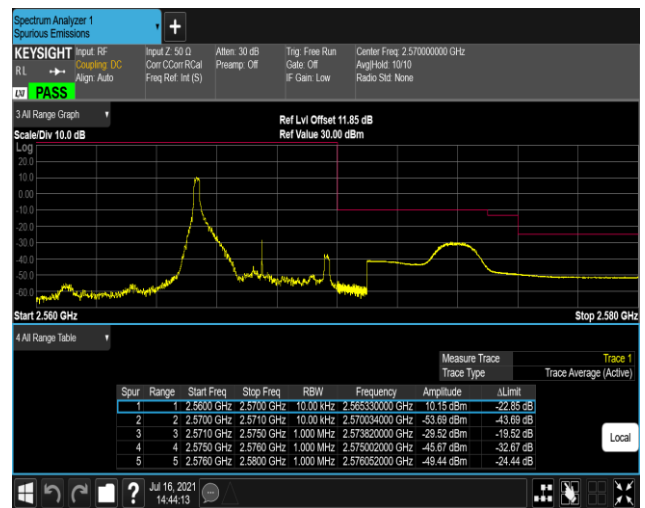 Spectrum Analyzer 1
Spurious Emissions
+
KEYSIGHT Input: RF Input Z: 50 Ω Atten: 30 dB Trig: Free Run Center Freq: 2.570000000 GHz
R L Coupling: DC Corr CCorr RCal Preamp: Off Gate: Off Avg|Hold: 10/10
Align: Auto Freq Ref: Int (S) IF Gain: Low Radio Std: None
LXI PASS
3 All Range Graph
Ref Lvl Offset 11.85 dB
Scale/Div 10.0 dB Ref Value 30.00 dBm
Log
20.0
10.0
0.00
-10.0
-20.0
-30.0
-40.0
-50.0
-60.0
Start 2.560 GHz Stop 2.580 GHz
4 All Range Table
Measure Trace Trace 1
Trace Type Trace Average (Active)
Spur Range Start Freq Stop Freq RBW Frequency Amplitude ΔLimit
1 1 2.5600 GHz 2.5700 GHz 10.00 kHz 2.565330000 GHz 10.15 dBm -22.85 dB
2 2 2.5700 GHz 2.5710 GHz 10.00 kHz 2.570034000 GHz -53.69 dBm -43.69 dB
3 3 2.5710 GHz 2.5750 GHz 1.000 MHz 2.573820000 GHz -29.52 dBm -19.52 dB
4 4 2.5750 GHz 2.5760 GHz 1.000 MHz 2.575002000 GHz -45.67 dBm -32.67 dB
5 5 2.5760 GHz 2.5800 GHz 1.000 MHz 2.576052000 GHz -49.44 dBm -24.44 dB
Local
? Jul 16, 2021
14:44:13